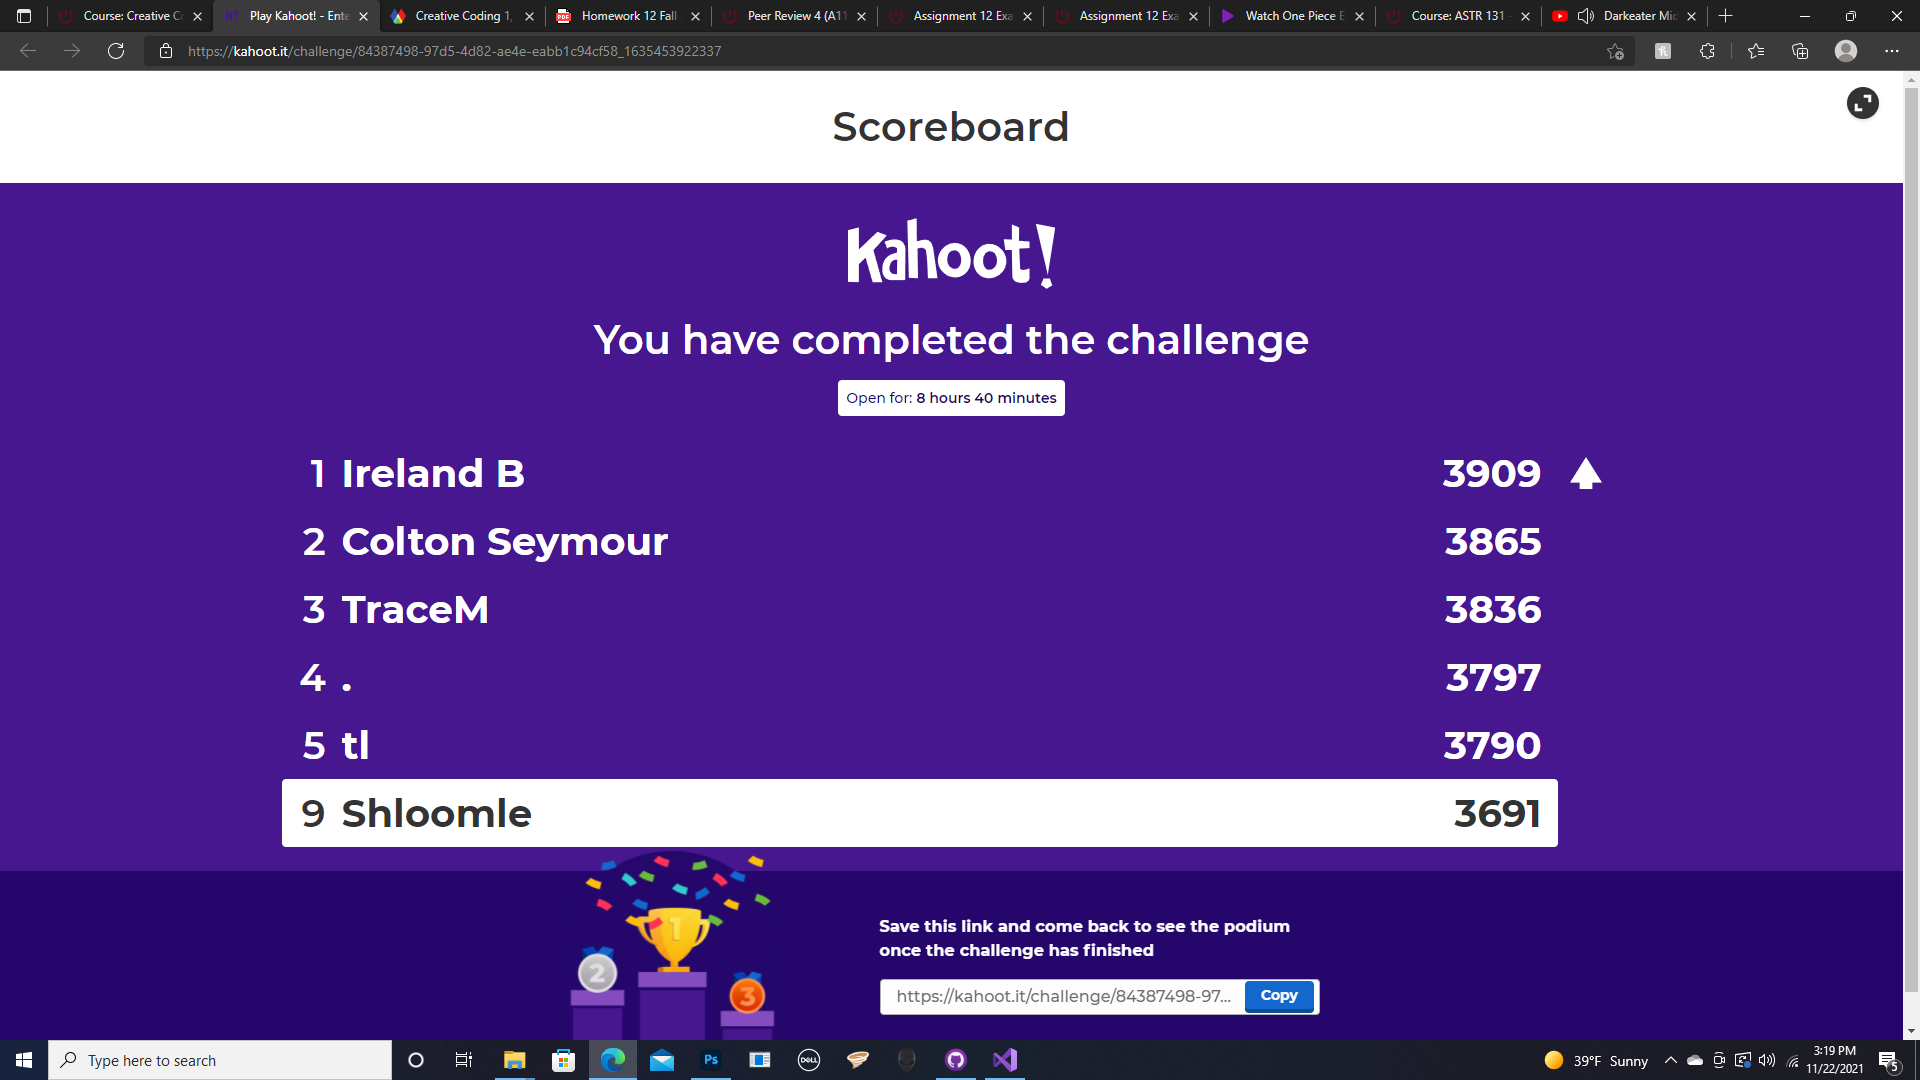 Course: Creative Co
Play Kahoot! - Ente
Creative Coding 1,
Homework 12 Fall
Peer Review 4 (A11
Assignment 12 Exa
Assignment 12 Exa
Watch One Piece E
Course: ASTR 131 -
Darkeater Mid
https://kahoot.it/challenge/84387498-97d5-4d82-ae4e-eabb1c94cf58_1635453922337
Scoreboard
Kahoot!
You have completed the challenge
Open for: 8 hours 40 minutes
1 Ireland B 3909
2 Colton Seymour 3865
3 TraceM 3836
4 . 3797
5 tl 3790
9 Shloomle 3691
1
2
3
Save this link and come back to see the podium
once the challenge has finished
https://kahoot.it/challenge/84387498-97... Copy
Type here to search
Ps
DELL
39°F Sunny
3:19 PM
11/22/2021
5